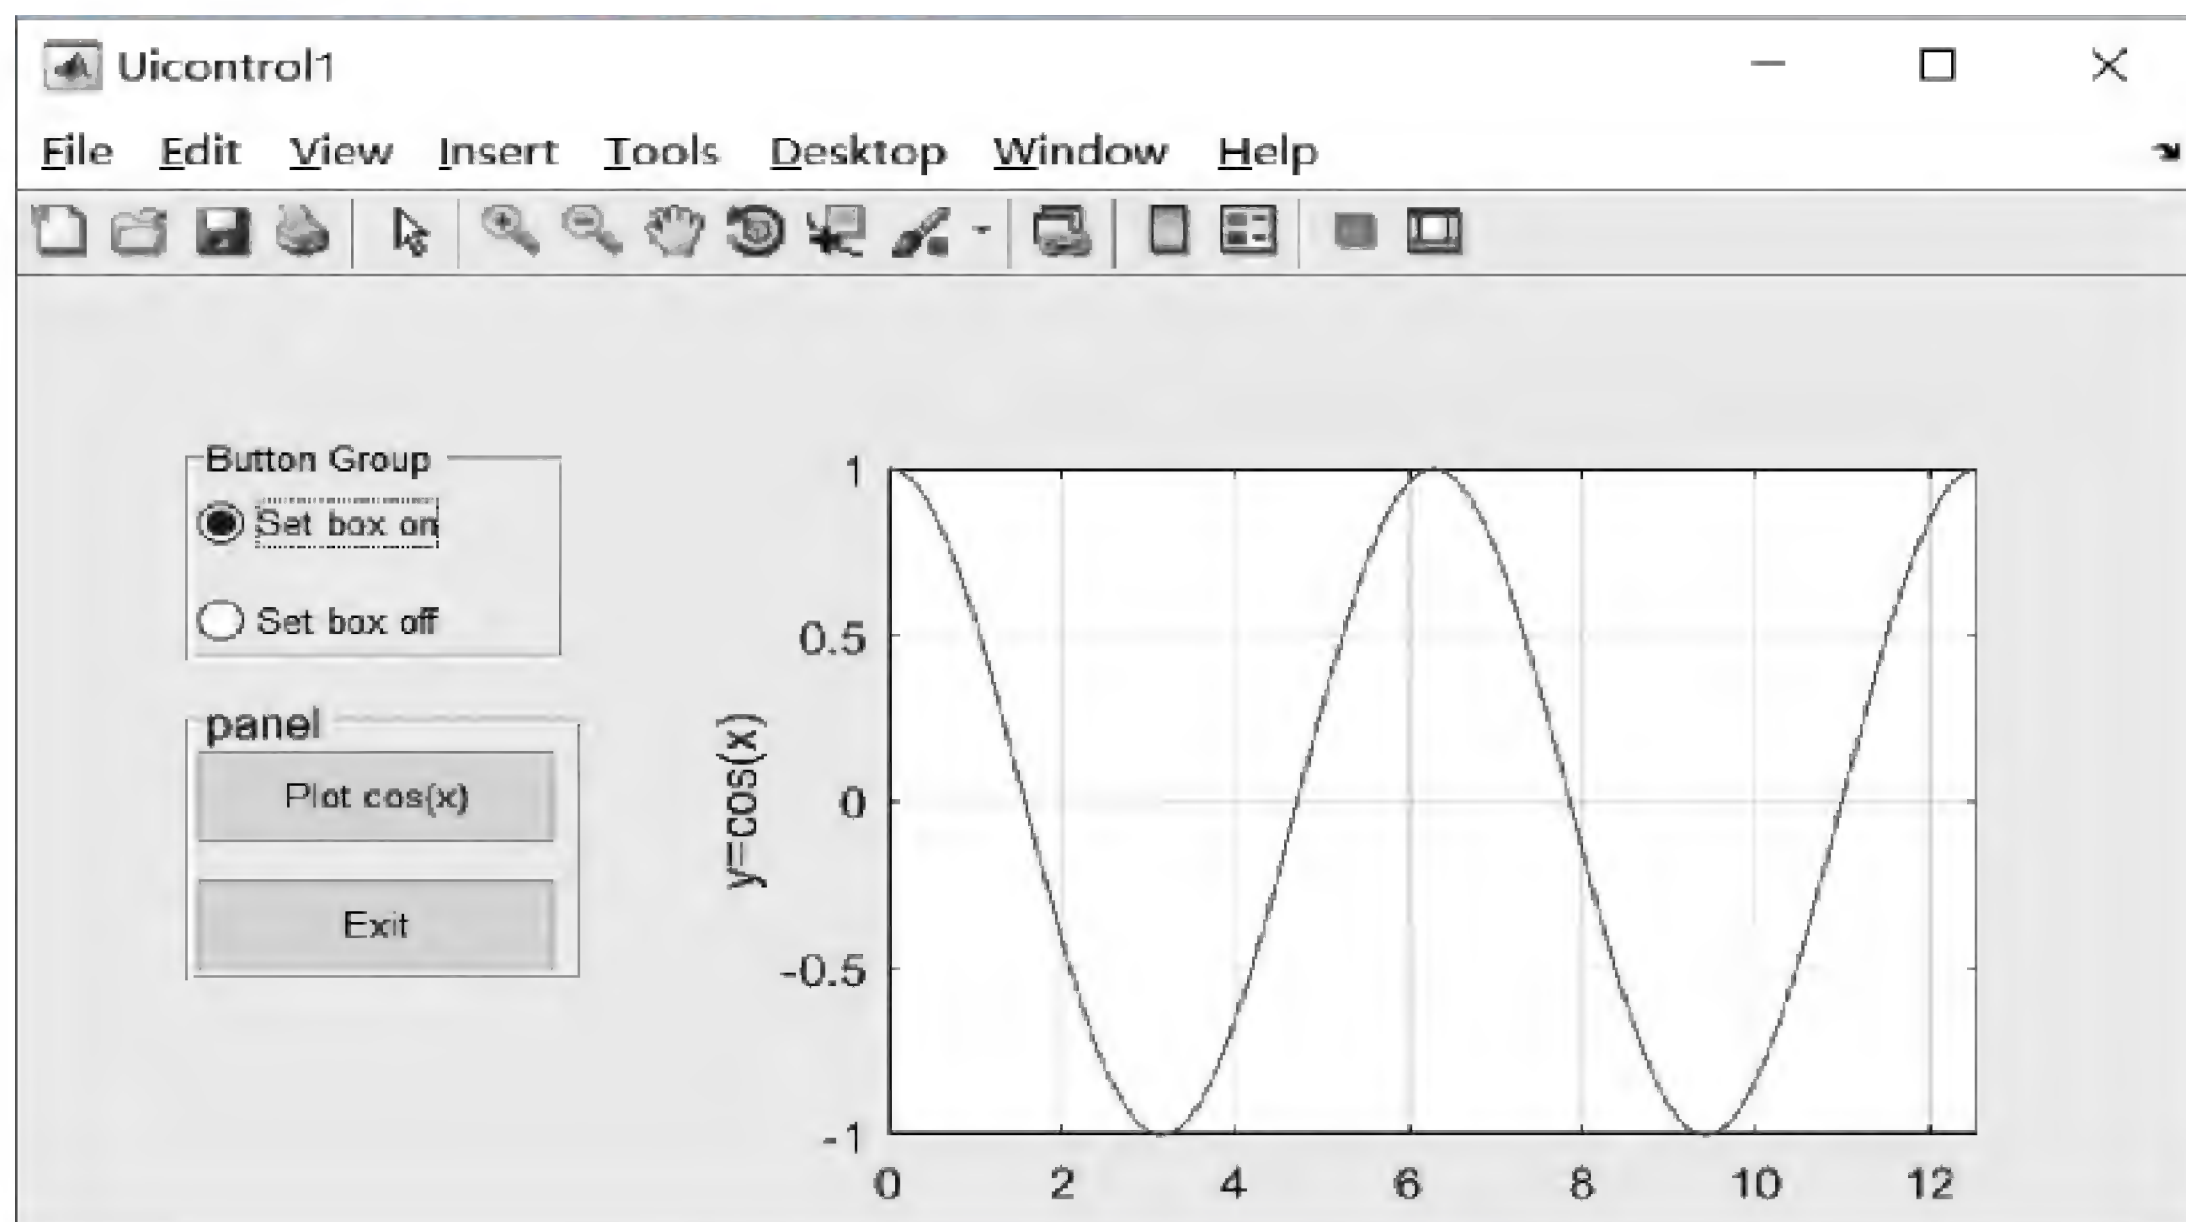 Uicontrol1
File Edit View Insert Tools Desktop Window Help
Button Group
Set box on
Set box off
panel
Plot cos(x)
Exit
y=cos(x)
1
0.5
0
-0.5
-1
0 2 4 6 8 10 12